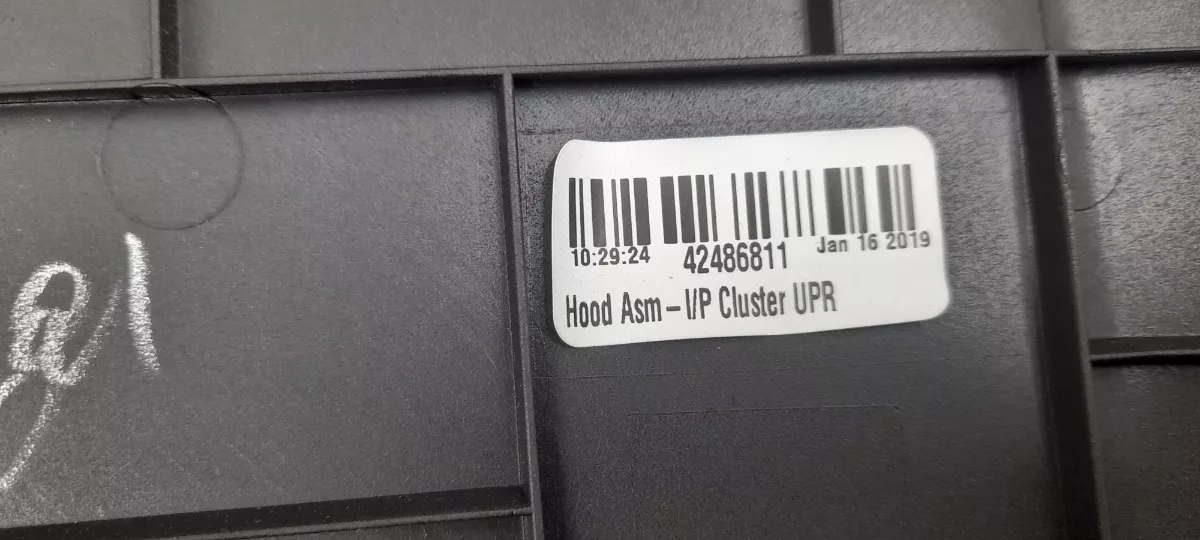 10:29:24 42486811 Jan 16 2019
Hood Asm-I/P Cluster UPR